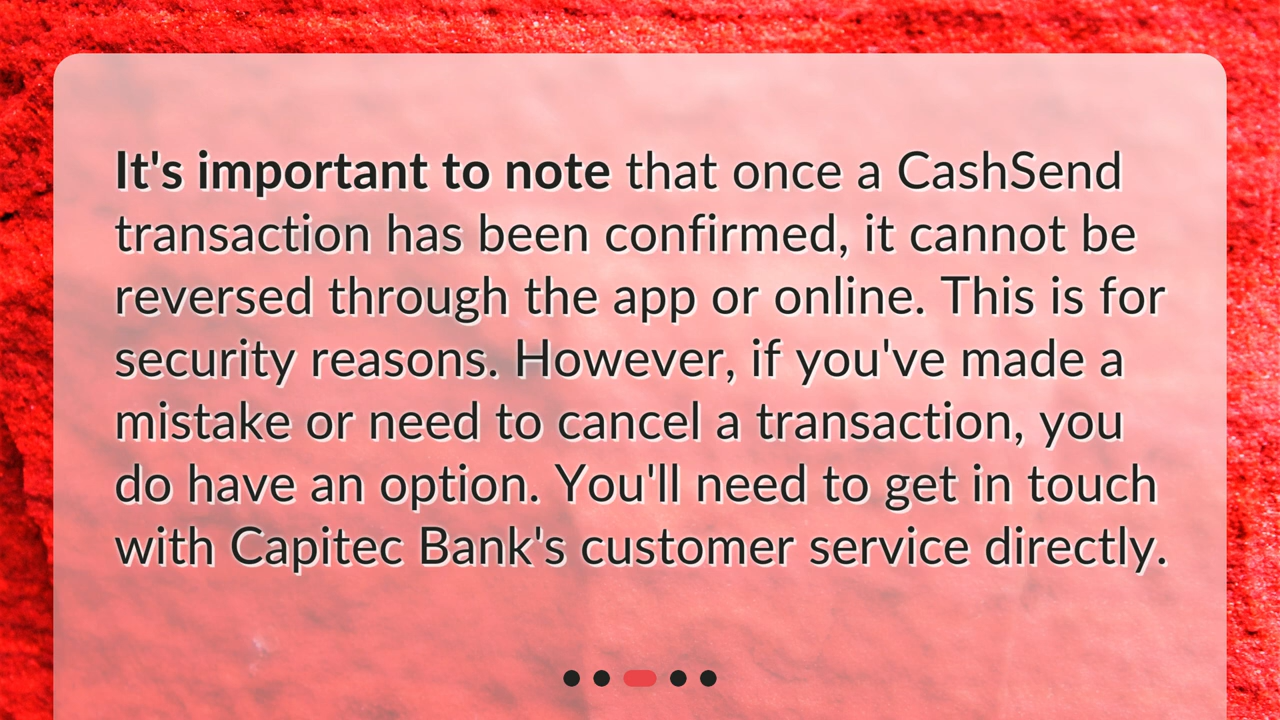 It's important to note that once a CashSend
transaction has been confirmed, it cannot be
reversed through the app or online. This is for
security reasons. However, if you've made a
mistake or need to cancel a transaction, you
do have an option. You'll need to get in touch
with Capitec Bank's customer service directly.